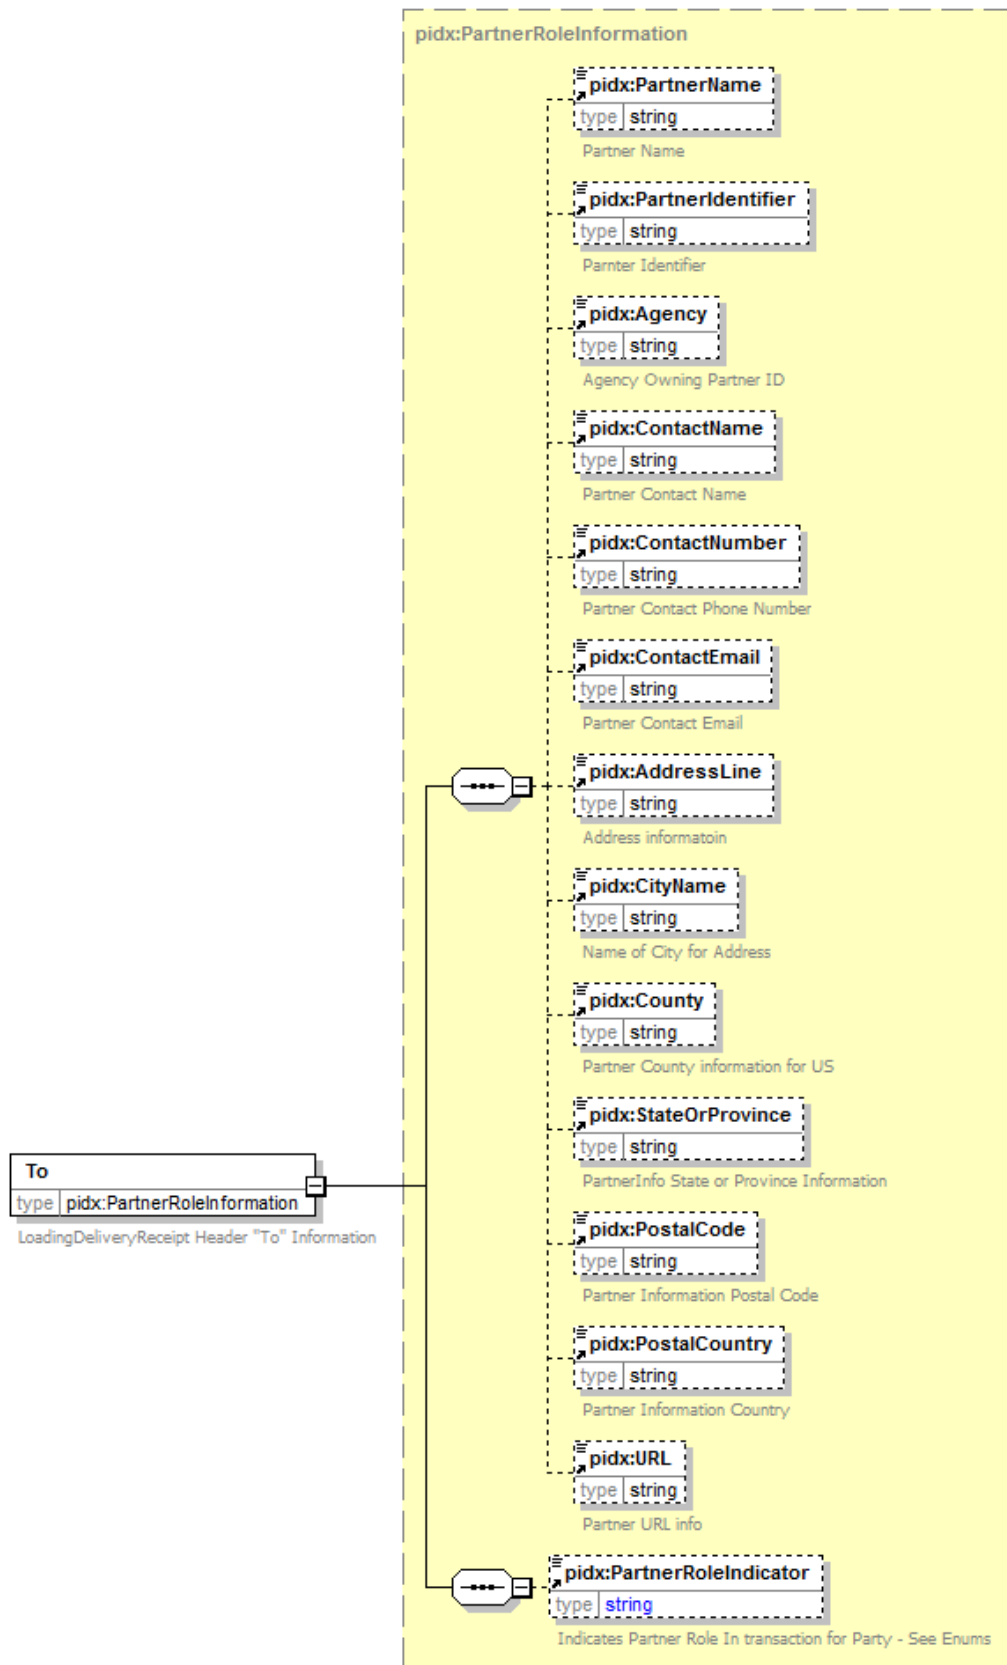 pidx:PartnerRoleInformation
pidx:PartnerName
type string
Partner Name
pidx:PartnerIdentifier
type string
Parnter Identifier
pidx:Agency
type string
Agency Owning Partner ID
pidx:ContactName
type string
Partner Contact Name
pidx:ContactNumber
type string
Partner Contact Phone Number
pidx:ContactEmail
type string
Partner Contact Email
pidx:AddressLine
type string
Address informatoin
pidx:CityName
type string
Name of City for Address
pidx:County
type string
Partner County information for US
pidx:StateOrProvince
type string
PartnerInfo State or Province Information
To
type pidx:PartnerRoleInformation
LoadingDeliveryReceipt Header "To" Information
pidx:PostalCode
type string
Partner Information Postal Code
pidx:PostalCountry
type string
Partner Information Country
pidx:URL
type string
Partner URL info
pidx:PartnerRoleIndicator
type string
Indicates Partner Role In transaction for Party - See Enums